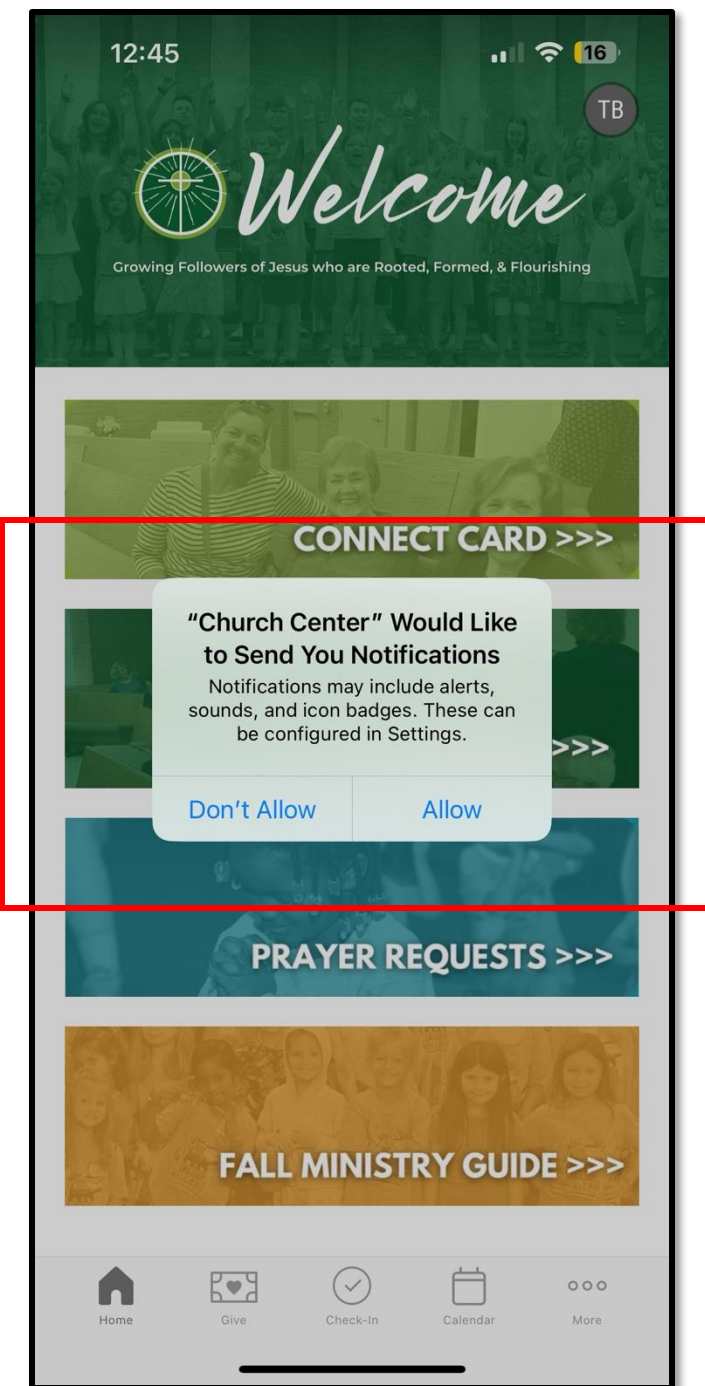 12:45
16
TB
Welcome
Growing Followers of Jesus who are Rooted, Formed, & Flourishing
CONNECT CARD >>>
“Church Center” Would Like
to Send You Notifications
Notifications may include alerts,
sounds, and icon badges. These can
be configured in Settings.
>>>
Don’t Allow
Allow
PRAYER REQUESTS >>>
FALL MINISTRY GUIDE >>>
Home
Give
Check-In
Calendar
More